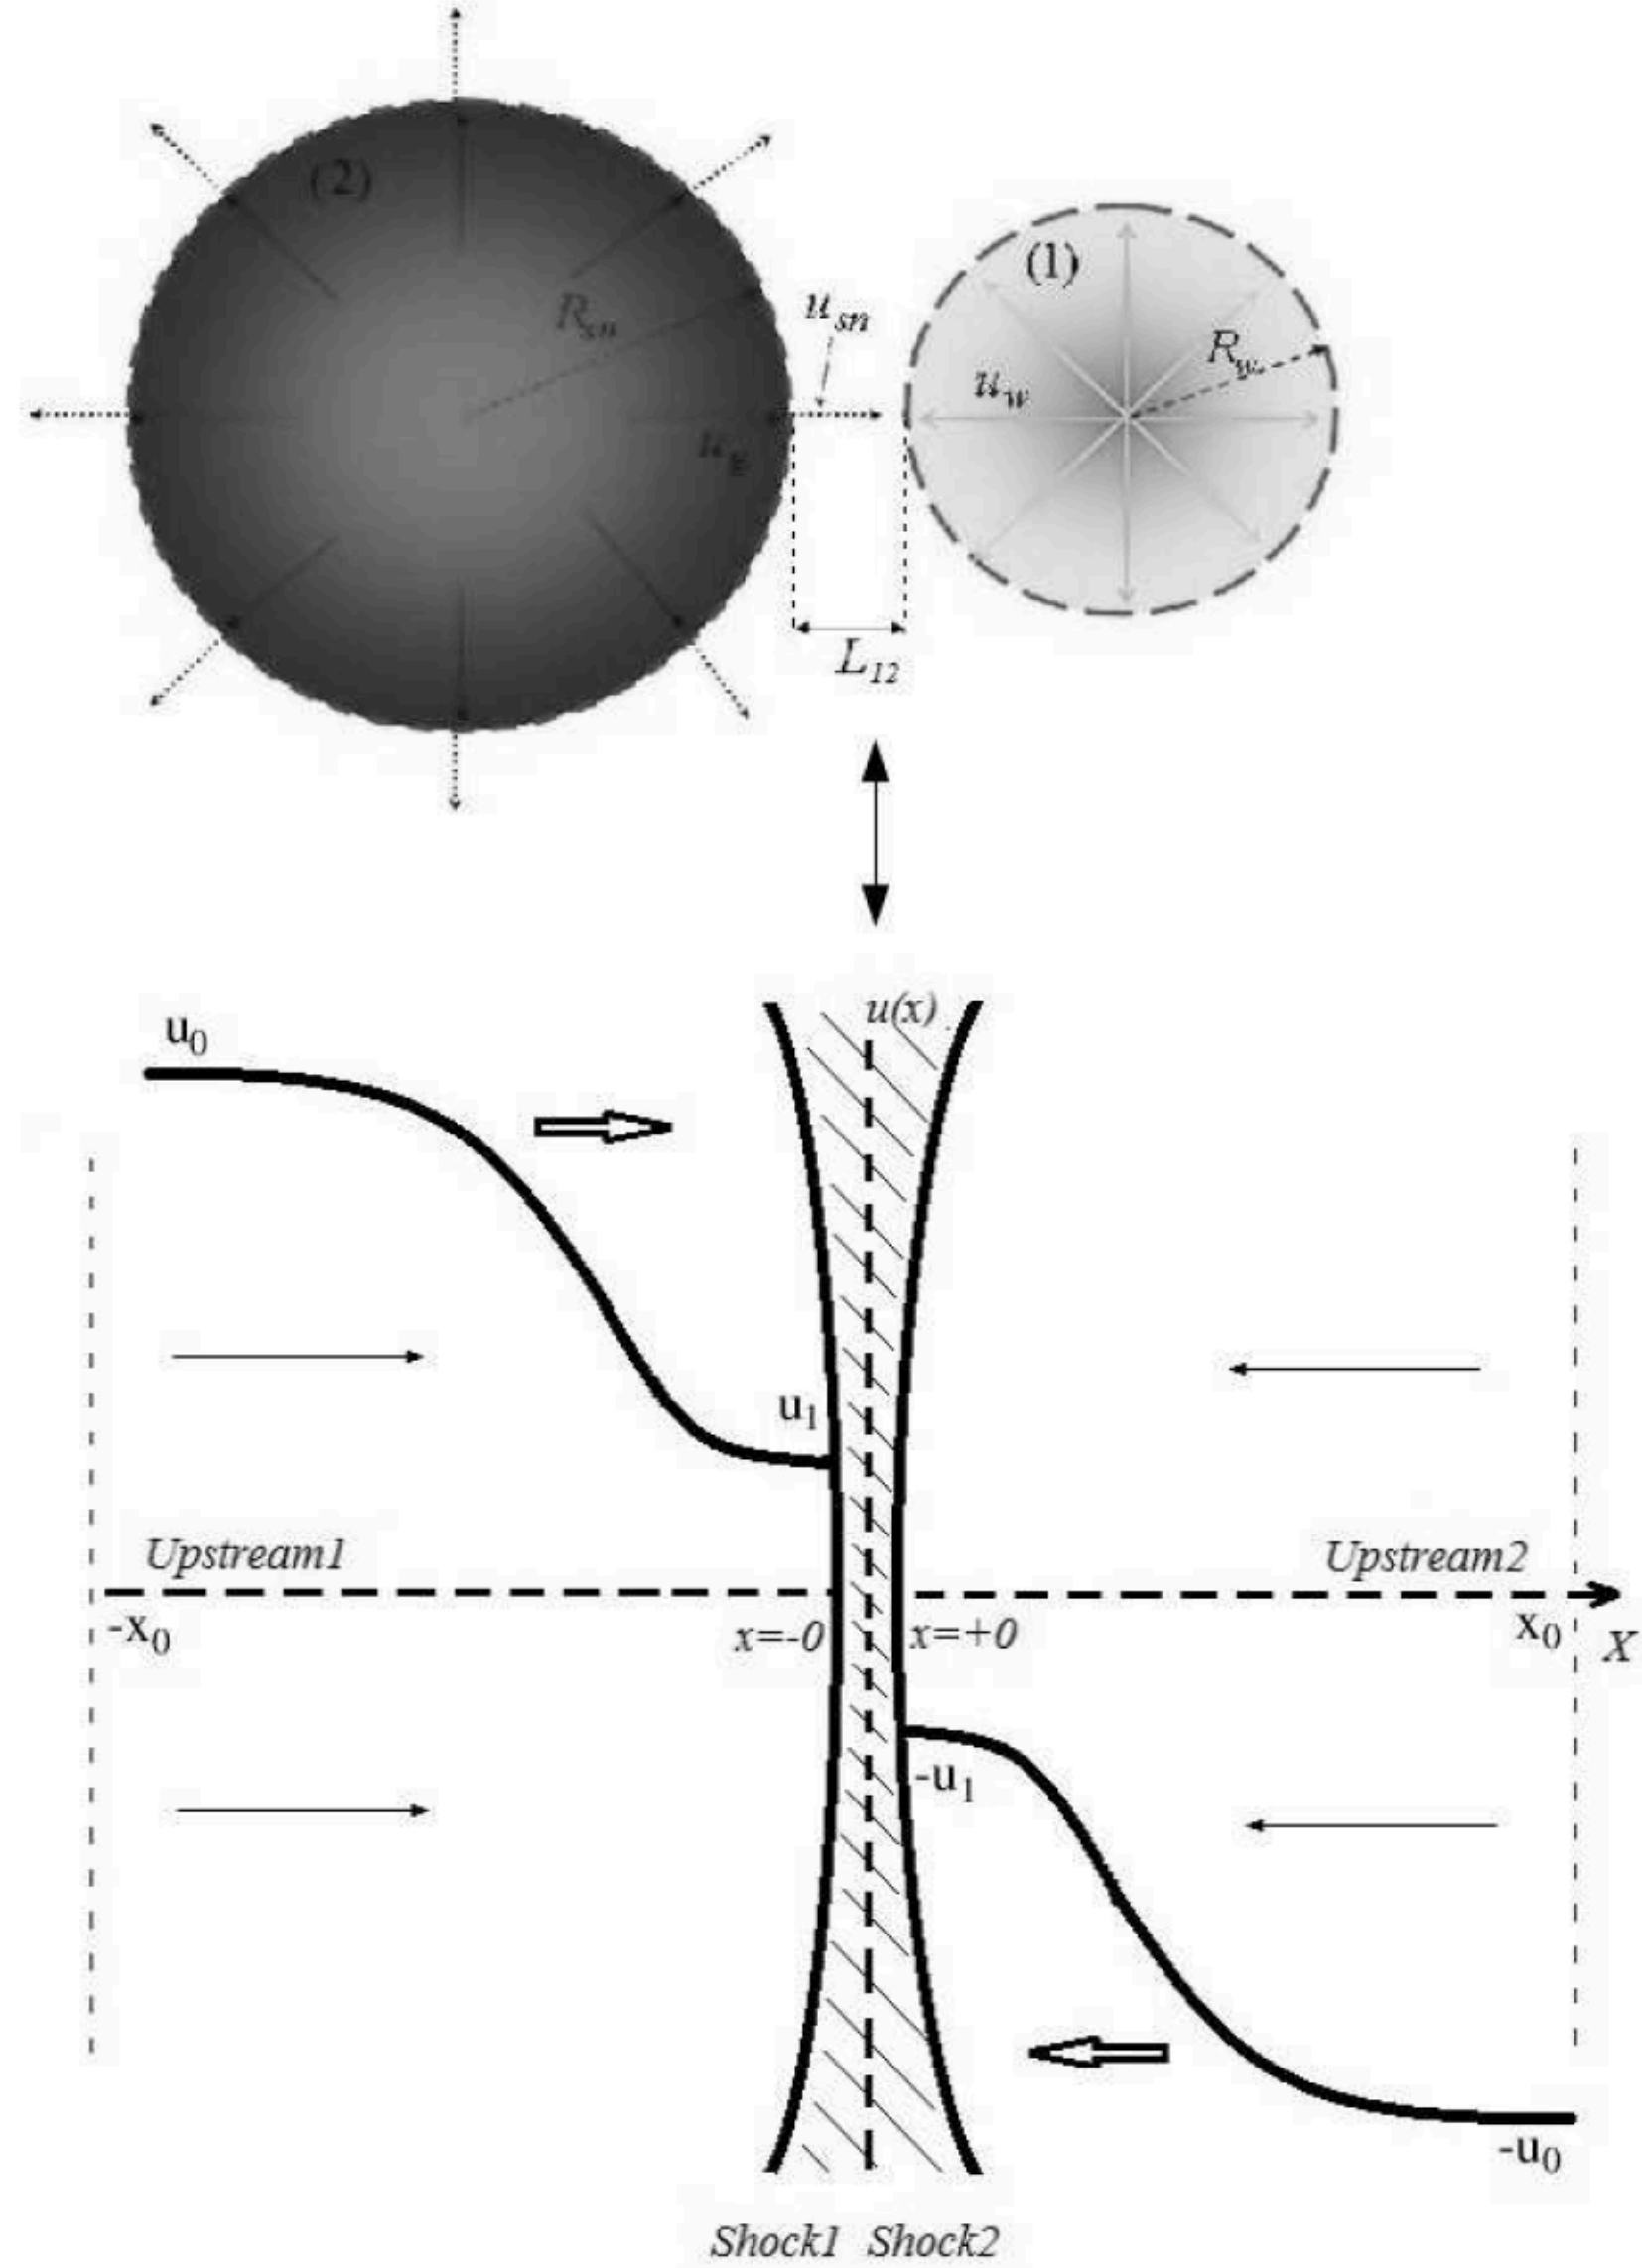 (2)
(1)
R_sn
u_sn
R_w
u_w
L_12
u(x)
u_0
u_1
Upstream1
Upstream2
-x_0
x=-0
x=+0
x_0
X
-u_1
-u_0
Shock1 Shock2